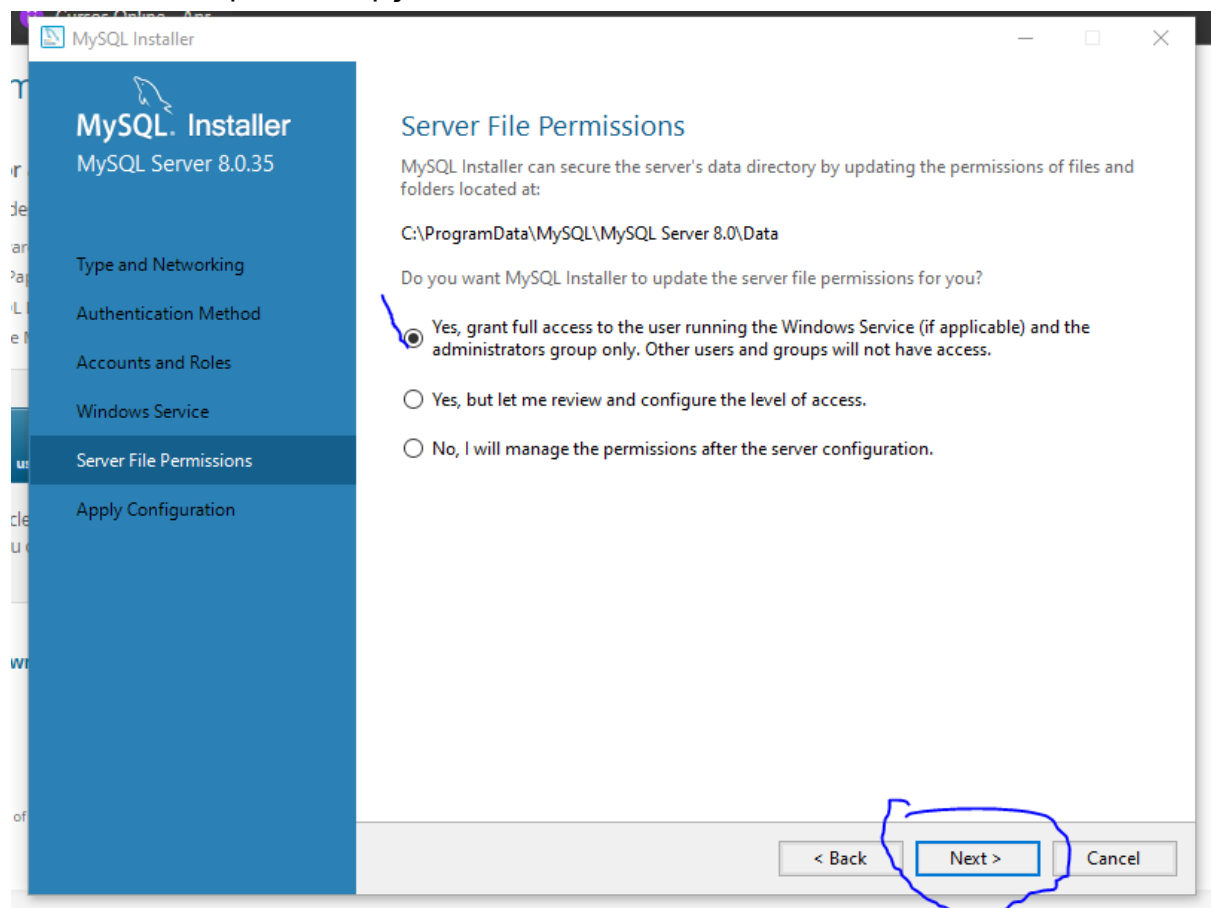 MySQL Installer
MySQL. Installer
MySQL Server 8.0.35
Type and Networking
Authentication Method
Accounts and Roles
Windows Service
Server File Permissions
Apply Configuration
Server File Permissions
MySQL Installer can secure the server's data directory by updating the permissions of files and
folders located at:
C:\ProgramData\MySQL\MySQL Server 8.0\Data
Do you want MySQL Installer to update the server file permissions for you?
Yes, grant full access to the user running the Windows Service (if applicable) and the
administrators group only. Other users and groups will not have access.
Yes, but let me review and configure the level of access.
No, I will manage the permissions after the server configuration.
< Back
Next >
Cancel
of